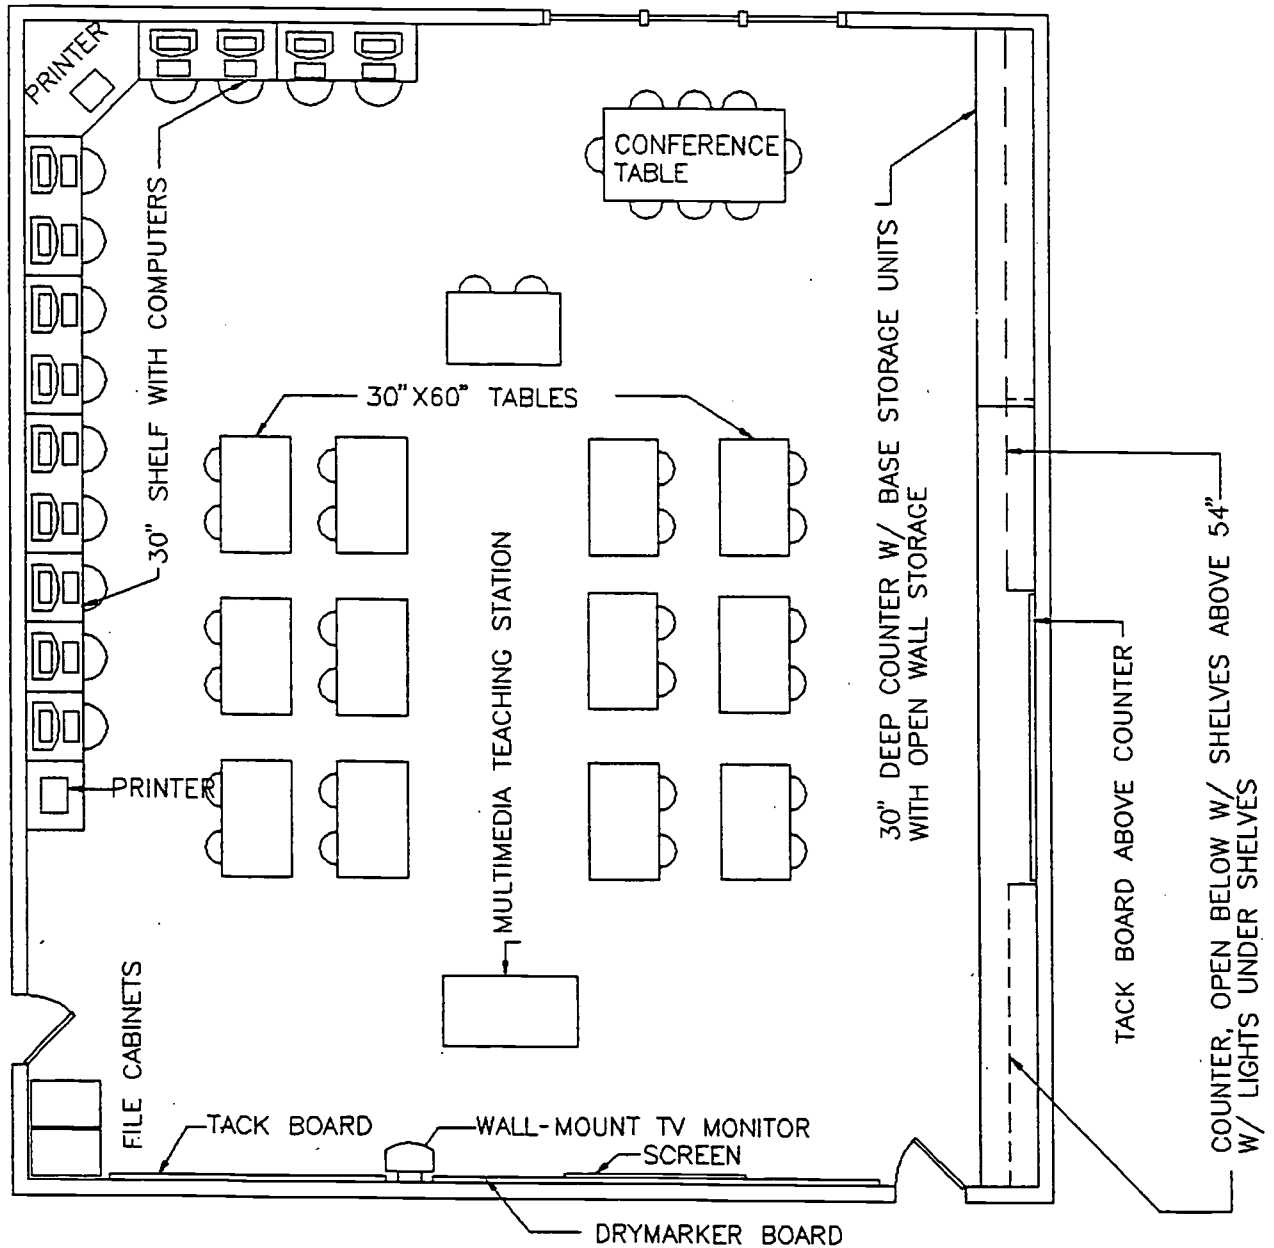 PRINTER
CONFERENCE
TABLE
30" SHELF WITH COMPUTERS
30" DEEP COUNTER W/ BASE STORAGE UNITS
WITH OPEN WALL STORAGE
30"X60" TABLES
MULTIMEDIA TEACHING STATION
PRINTER
TACK BOARD ABOVE COUNTER
COUNTER, OPEN BELOW W/ SHELVES ABOVE 54"
W/ LIGHTS UNDER SHELVES
FILE CABINETS
TACK BOARD
WALL-MOUNT TV MONITOR
SCREEN
DRYMARKER BOARD